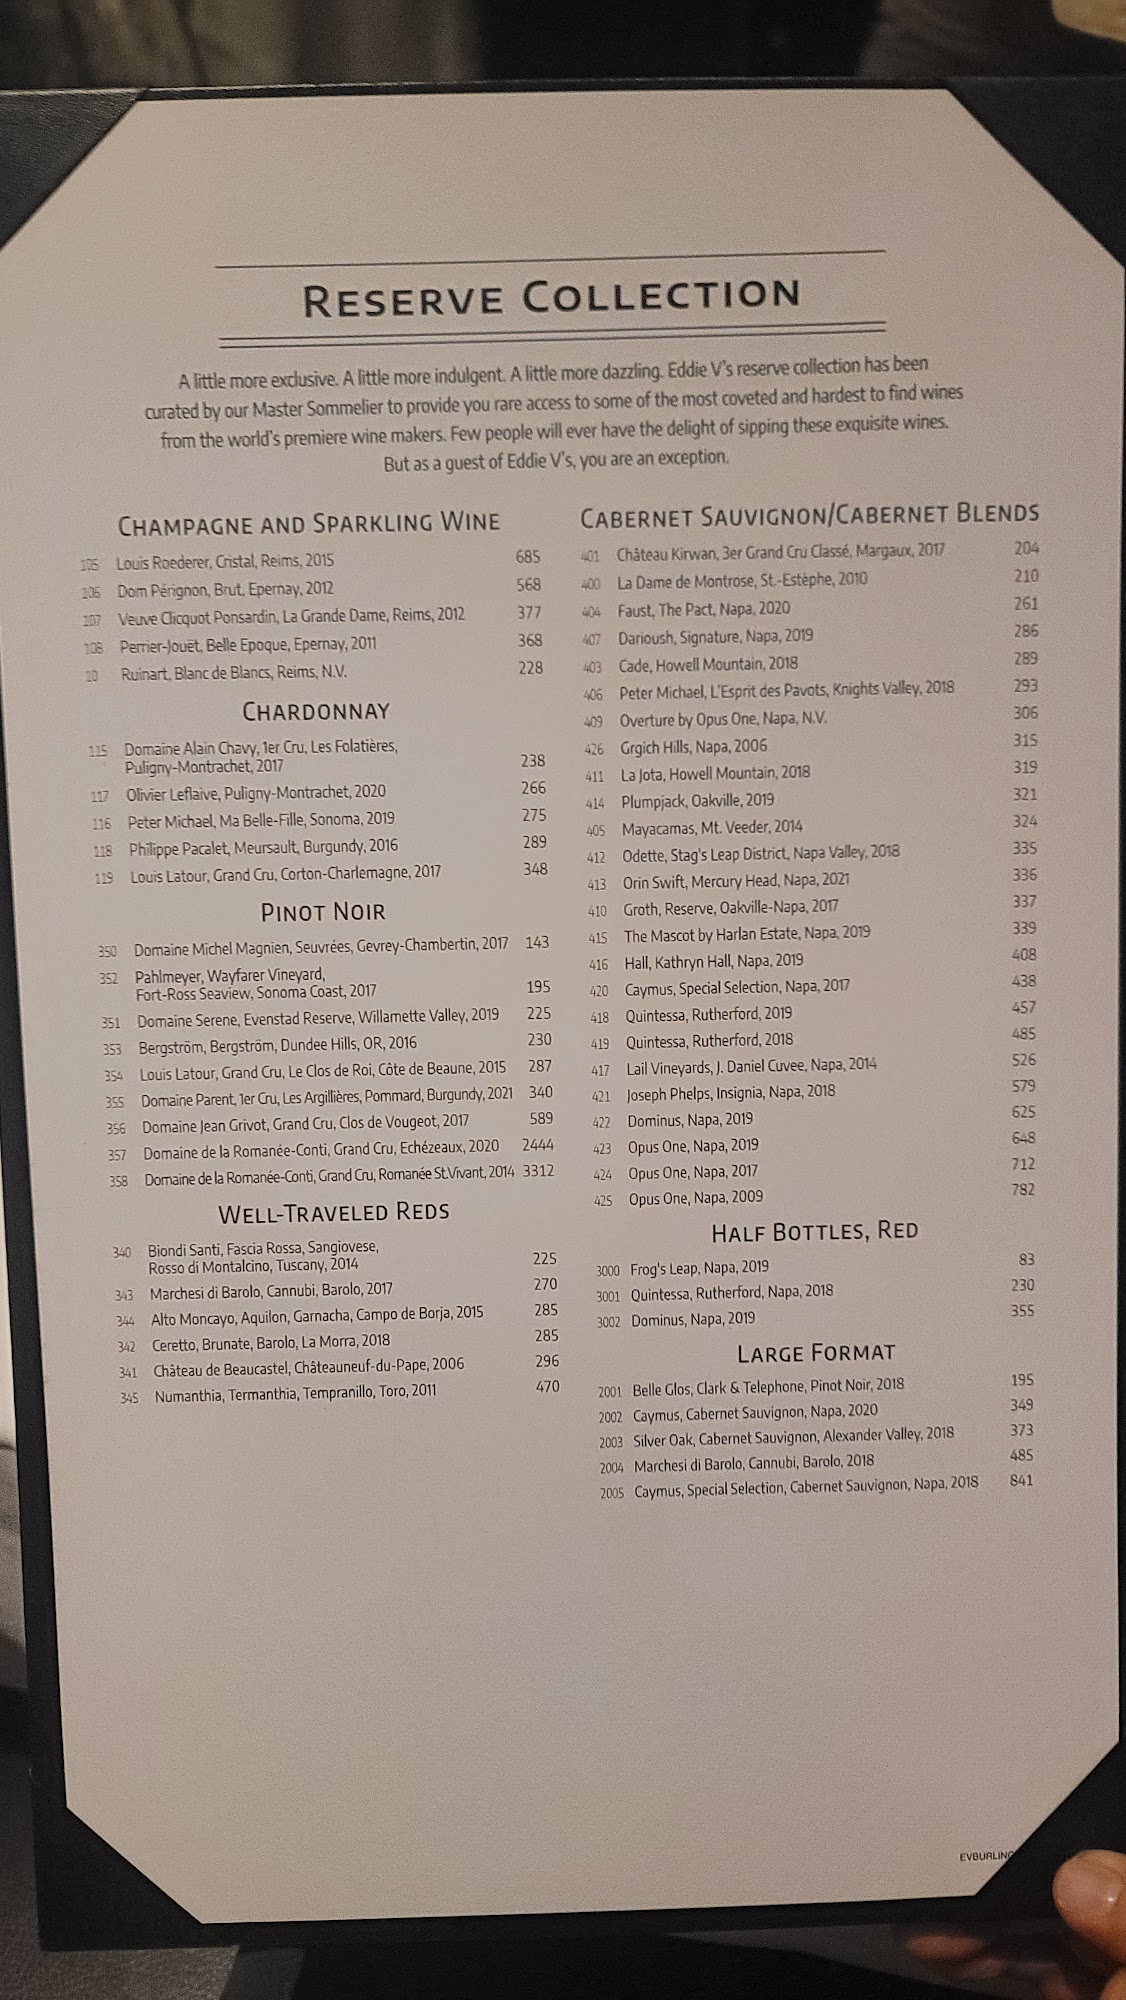 RESERVE COLLECTION
A little more exclusive. A little more indulgent. A little more dazzling. Eddie V's reserve collection has been
curated by our Master Sommelier to provide you rare access to some of the most coveted and hardest to find wines
from the world's premiere wine makers. Few people will ever have the delight of sipping these exquisite wines.
But as a guest of Eddie V's, you are an exception.
CHAMPAGNE AND SPARKLING WINE
105 Louis Roederer, Cristal, Reims, 2015 685
106 Dom Pérignon, Brut, Epernay, 2012 568
107 Veuve Clicquot Ponsardin, La Grande Dame, Reims, 2012 377
108 Perrier-Jouët, Belle Epoque, Epernay, 2011 368
10 Ruinart, Blanc de Blancs, Reims, N.V. 228
CHARDONNAY
115 Domaine Alain Chavy, 1er Cru, Les Folatières,
Puligny-Montrachet, 2017 238
117 Olivier Leflaive, Puligny-Montrachet, 2020 266
116 Peter Michael, Ma Belle-Fille, Sonoma, 2019 275
118 Philippe Pacalet, Meursault, Burgundy, 2016 289
119 Louis Latour, Grand Cru, Corton-Charlemagne, 2017 348
PINOT NOIR
350 Domaine Michel Magnien, Seuvrées, Gevrey-Chambertin, 2017 143
352 Pahlmeyer, Wayfarer Vineyard,
Fort-Ross Seaview, Sonoma Coast, 2017 195
351 Domaine Serene, Evenstad Reserve, Willamette Valley, 2019 225
353 Bergström, Bergström, Dundee Hills, OR, 2016 230
354 Louis Latour, Grand Cru, Le Clos de Roi, Côte de Beaune, 2015 287
355 Domaine Parent, 1er Cru, Les Argillières, Pommard, Burgundy, 2021 340
356 Domaine Jean Grivot, Grand Cru, Clos de Vougeot, 2017 589
357 Domaine de la Romanée-Conti, Grand Cru, Echézeaux, 2020 2444
358 Domaine de la Romanée-Conti, Grand Cru, Romanée St.Vivant, 2014 3312
WELL-TRAVELED REDS
340 Biondi Santi, Fascia Rossa, Sangiovese,
Rosso di Montalcino, Tuscany, 2014 225
343 Marchesi di Barolo, Cannubi, Barolo, 2017 270
344 Alto Moncayo, Aquilon, Garnacha, Campo de Borja, 2015 285
342 Ceretto, Brunate, Barolo, La Morra, 2018 285
341 Château de Beaucastel, Châteauneuf-du-Pape, 2006 296
345 Numanthia, Termanthia, Tempranillo, Toro, 2011 470
CABERNET SAUVIGNON/CABERNET BLENDS
401 Château Kirwan, 3er Grand Cru Classé, Margaux, 2017 204
400 La Dame de Montrose, St.-Estèphe, 2010 210
404 Faust, The Pact, Napa, 2020 261
407 Darioush, Signature, Napa, 2019 286
403 Cade, Howell Mountain, 2018 289
406 Peter Michael, L'Esprit des Pavots, Knights Valley, 2018 293
409 Overture by Opus One, Napa, N.V. 306
426 Grgich Hills, Napa, 2006 315
411 La Jota, Howell Mountain, 2018 319
414 Plumpjack, Oakville, 2019 321
405 Mayacamas, Mt. Veeder, 2014 324
412 Odette, Stag's Leap District, Napa Valley, 2018 335
413 Orin Swift, Mercury Head, Napa, 2021 336
410 Groth, Reserve, Oakville-Napa, 2017 337
415 The Mascot by Harlan Estate, Napa, 2019 339
416 Hall, Kathryn Hall, Napa, 2019 408
420 Caymus, Special Selection, Napa, 2017 438
418 Quintessa, Rutherford, 2019 457
419 Quintessa, Rutherford, 2018 485
417 Lail Vineyards, J. Daniel Cuvee, Napa, 2014 526
421 Joseph Phelps, Insignia, Napa, 2018 579
422 Dominus, Napa, 2019 625
423 Opus One, Napa, 2019 648
424 Opus One, Napa, 2017 712
425 Opus One, Napa, 2009 782
HALF BOTTLES, RED
3000 Frog's Leap, Napa, 2019 83
3001 Quintessa, Rutherford, Napa, 2018 230
3002 Dominus, Napa, 2019 355
LARGE FORMAT
2001 Belle Glos, Clark & Telephone, Pinot Noir, 2018 195
2002 Caymus, Cabernet Sauvignon, Napa, 2020 349
2003 Silver Oak, Cabernet Sauvignon, Alexander Valley, 2018 373
2004 Marchesi di Barolo, Cannubi, Barolo, 2018 485
2005 Caymus, Special Selection, Cabernet Sauvignon, Napa, 2018 841
EVBURLING